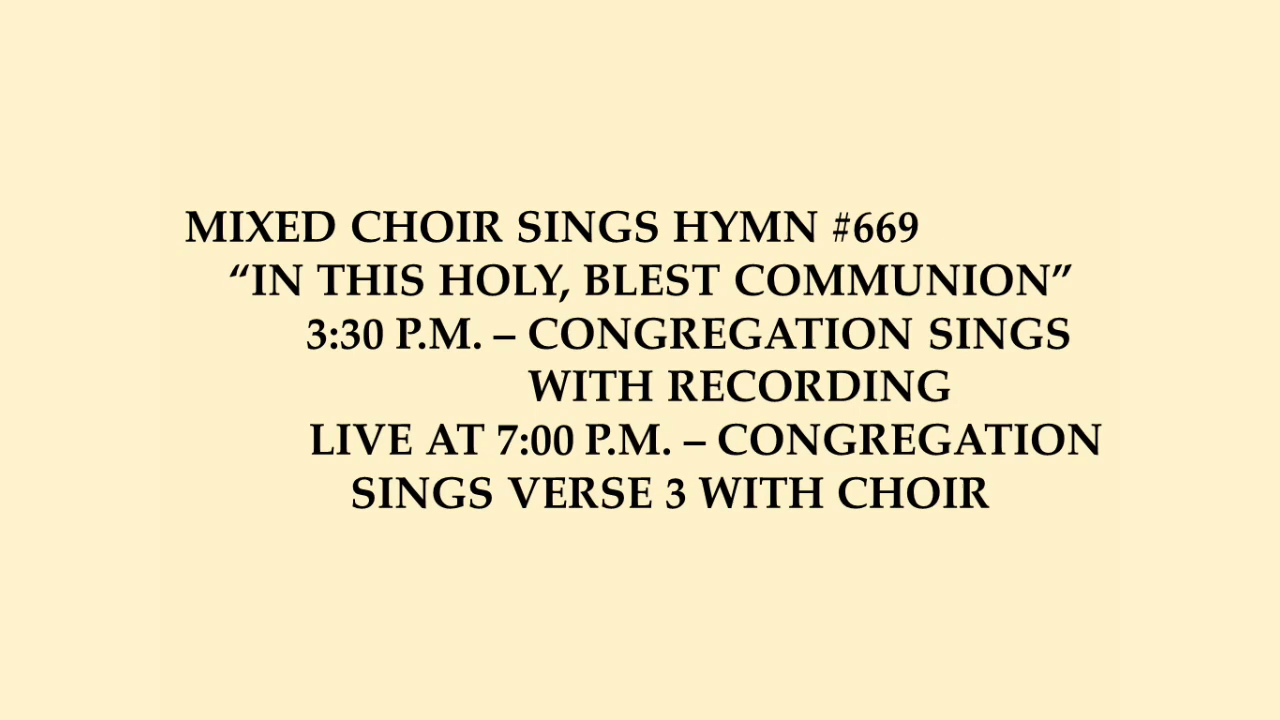 MIXED CHOIR SINGS HYMN #669
“IN THIS HOLY, BLEST COMMUNION”
3:30 P.M. – CONGREGATION SINGS
WITH RECORDING
LIVE AT 7:00 P.M. – CONGREGATION
SINGS VERSE 3 WITH CHOIR